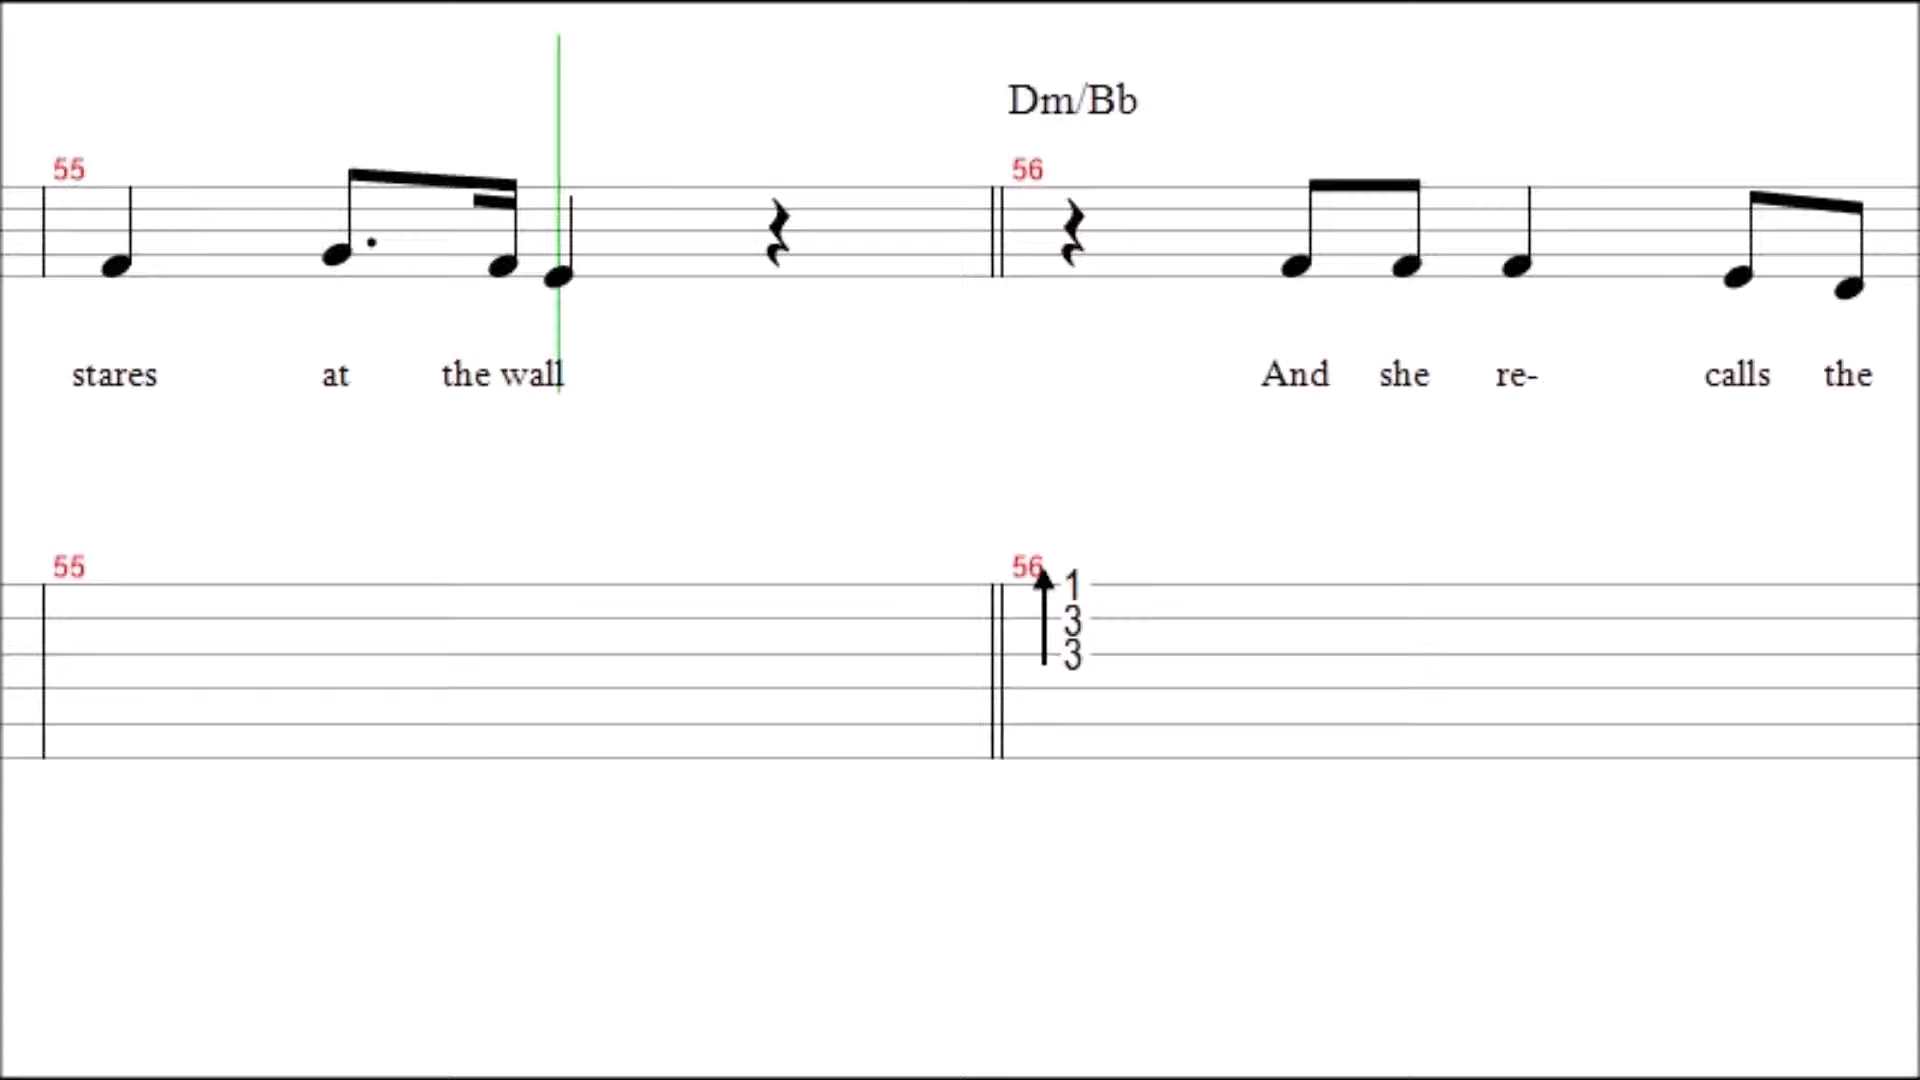 Dm/Bb
55 56
stares at the wall And she re- calls the
55 56
1
3
3